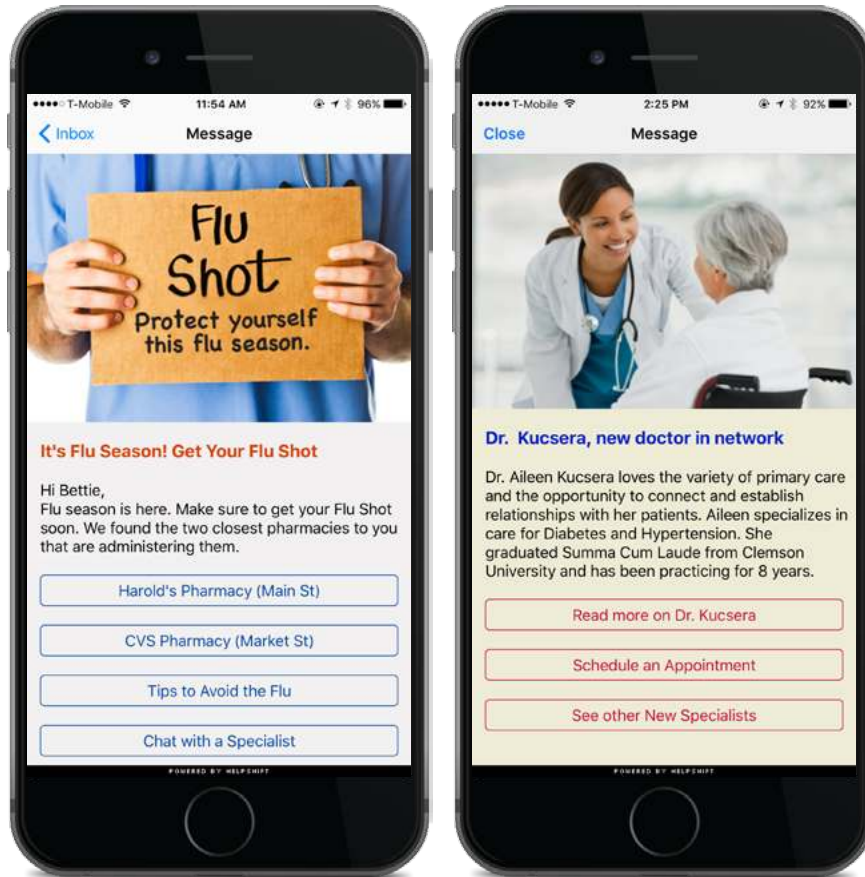 T-Mobile
11:54 AM
96%
Inbox
Message
Flu
Shot
Protect yourself
this flu season.
It's Flu Season! Get Your Flu Shot
Hi Bettie,
Flu season is here. Make sure to get your Flu Shot
soon. We found the two closest pharmacies to you
that are administering them.
Harold's Pharmacy (Main St)
CVS Pharmacy (Market St)
Tips to Avoid the Flu
Chat with a Specialist
POWERED BY HELPSHIFT
T-Mobile
2:25 PM
92%
Close
Message
Dr. Kucsera, new doctor in network
Dr. Aileen Kucsera loves the variety of primary care
and the opportunity to connect and establish
relationships with her patients. Aileen specializes in
care for Diabetes and Hypertension. She
graduated Summa Cum Laude from Clemson
University and has been practicing for 8 years.
Read more on Dr. Kucsera
Schedule an Appointment
See other New Specialists
POWERED BY HELPSHIFT